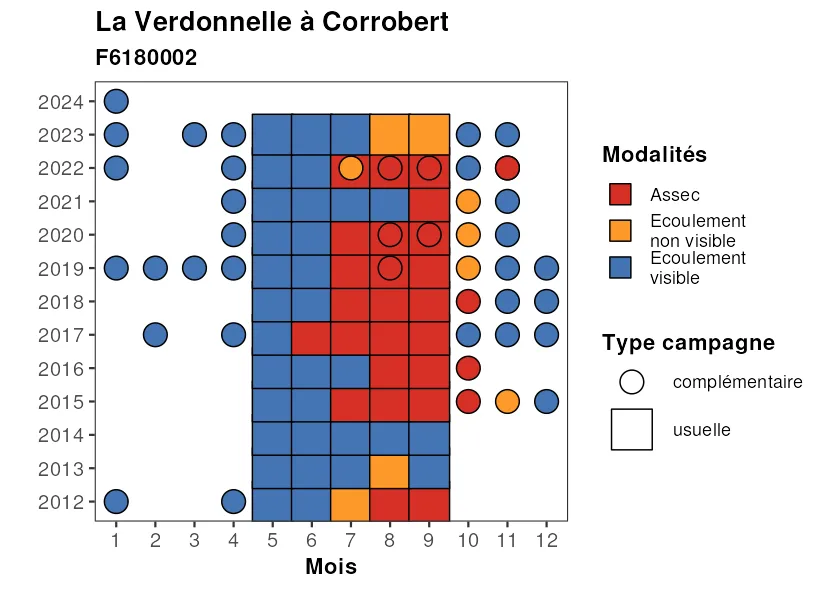 La Verdonnelle à Corrobert
F6180002
2024
2023
2022
2021
2020
2019
2018
2017
2016
2015
2014
2013
2012
1 2 3 4 5 6 7 8 9 10 11 12
Mois
Modalités
Assec
Ecoulement
non visible
Ecoulement
visible
Type campagne
complémentaire
usuelle